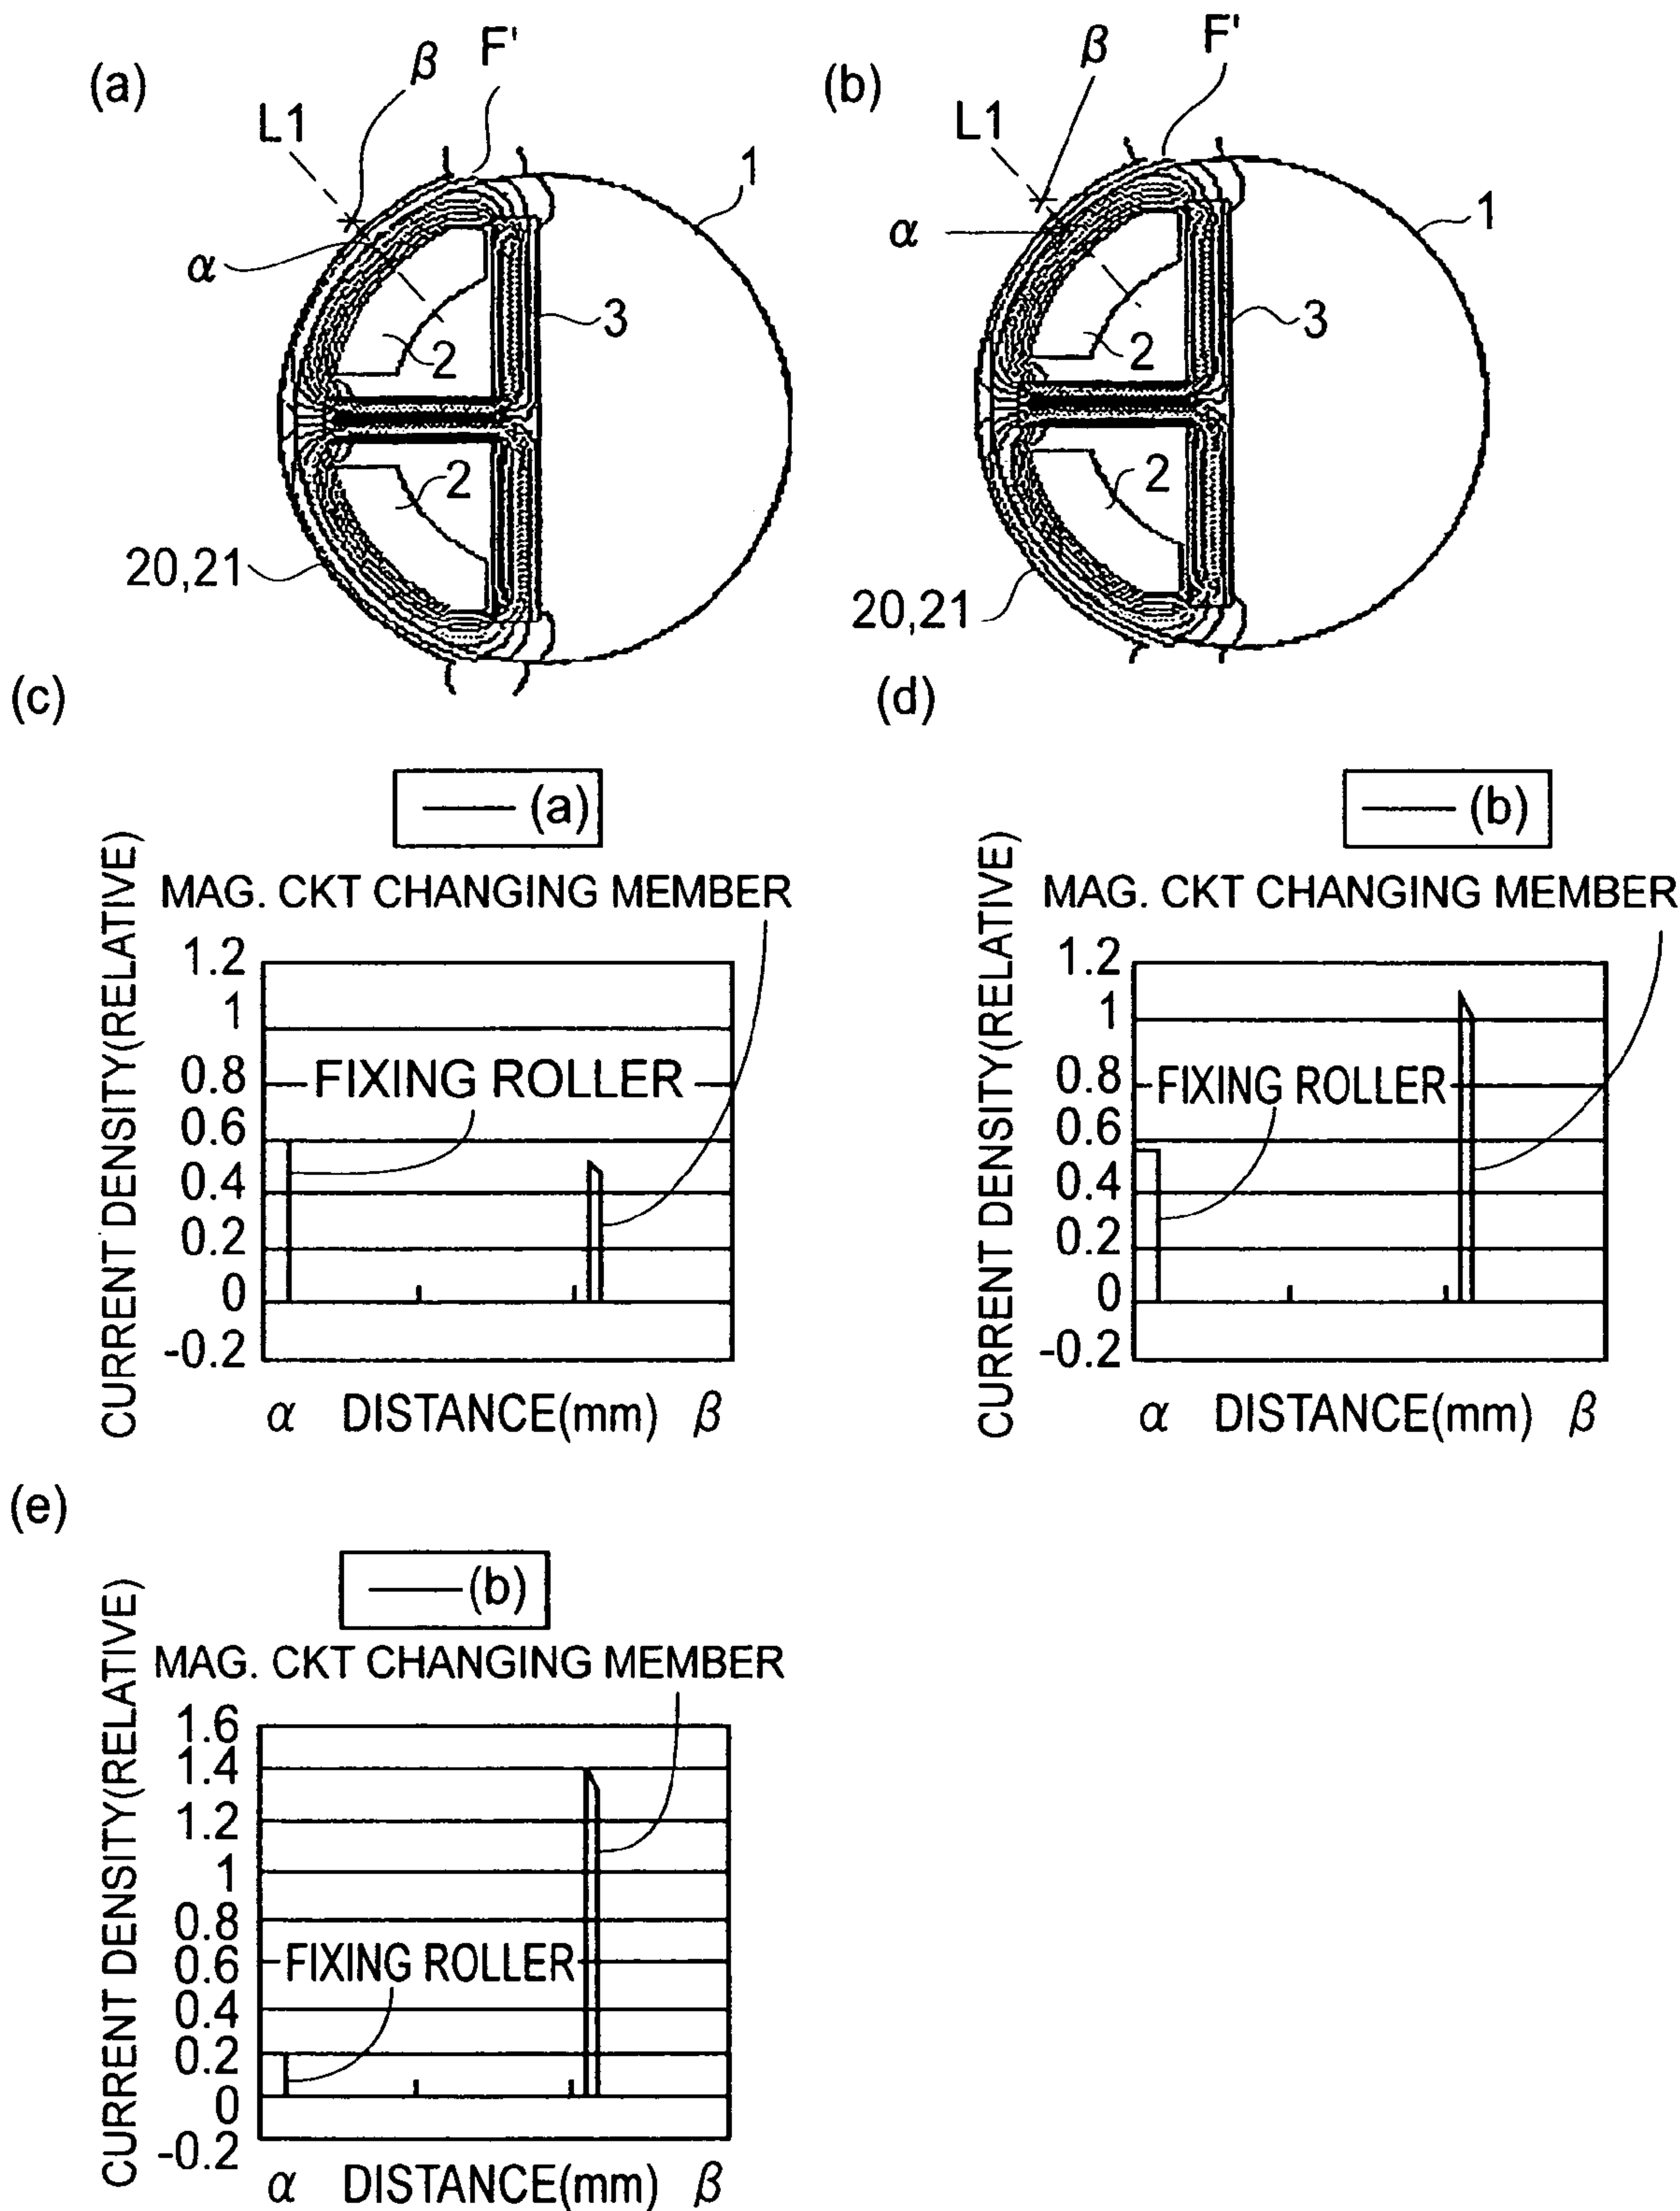 (a)
β
F'
L1
α
1
2
3
2
20,21
(b)
β
F'
L1
α
1
2
3
2
20,21
(c)
(a)
MAG. CKT CHANGING MEMBER
CURRENT DENSITY(RELATIVE)
1.2
1
0.8
FIXING ROLLER
0.6
0.4
0.2
0
-0.2
α DISTANCE(mm) β
(d)
(b)
MAG. CKT CHANGING MEMBER
CURRENT DENSITY(RELATIVE)
1.2
1
0.8
FIXING ROLLER
0.6
0.4
0.2
0
-0.2
α DISTANCE(mm) β
(e)
(b)
MAG. CKT CHANGING MEMBER
CURRENT DENSITY(RELATIVE)
1.6
1.4
1.2
1
0.8
0.6
FIXING ROLLER
0.4
0.2
0
-0.2
α DISTANCE(mm) β